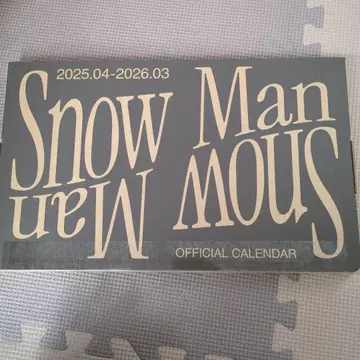 2025.04-2026.03
Snow Man
Snow Man
OFFICIAL CALENDAR